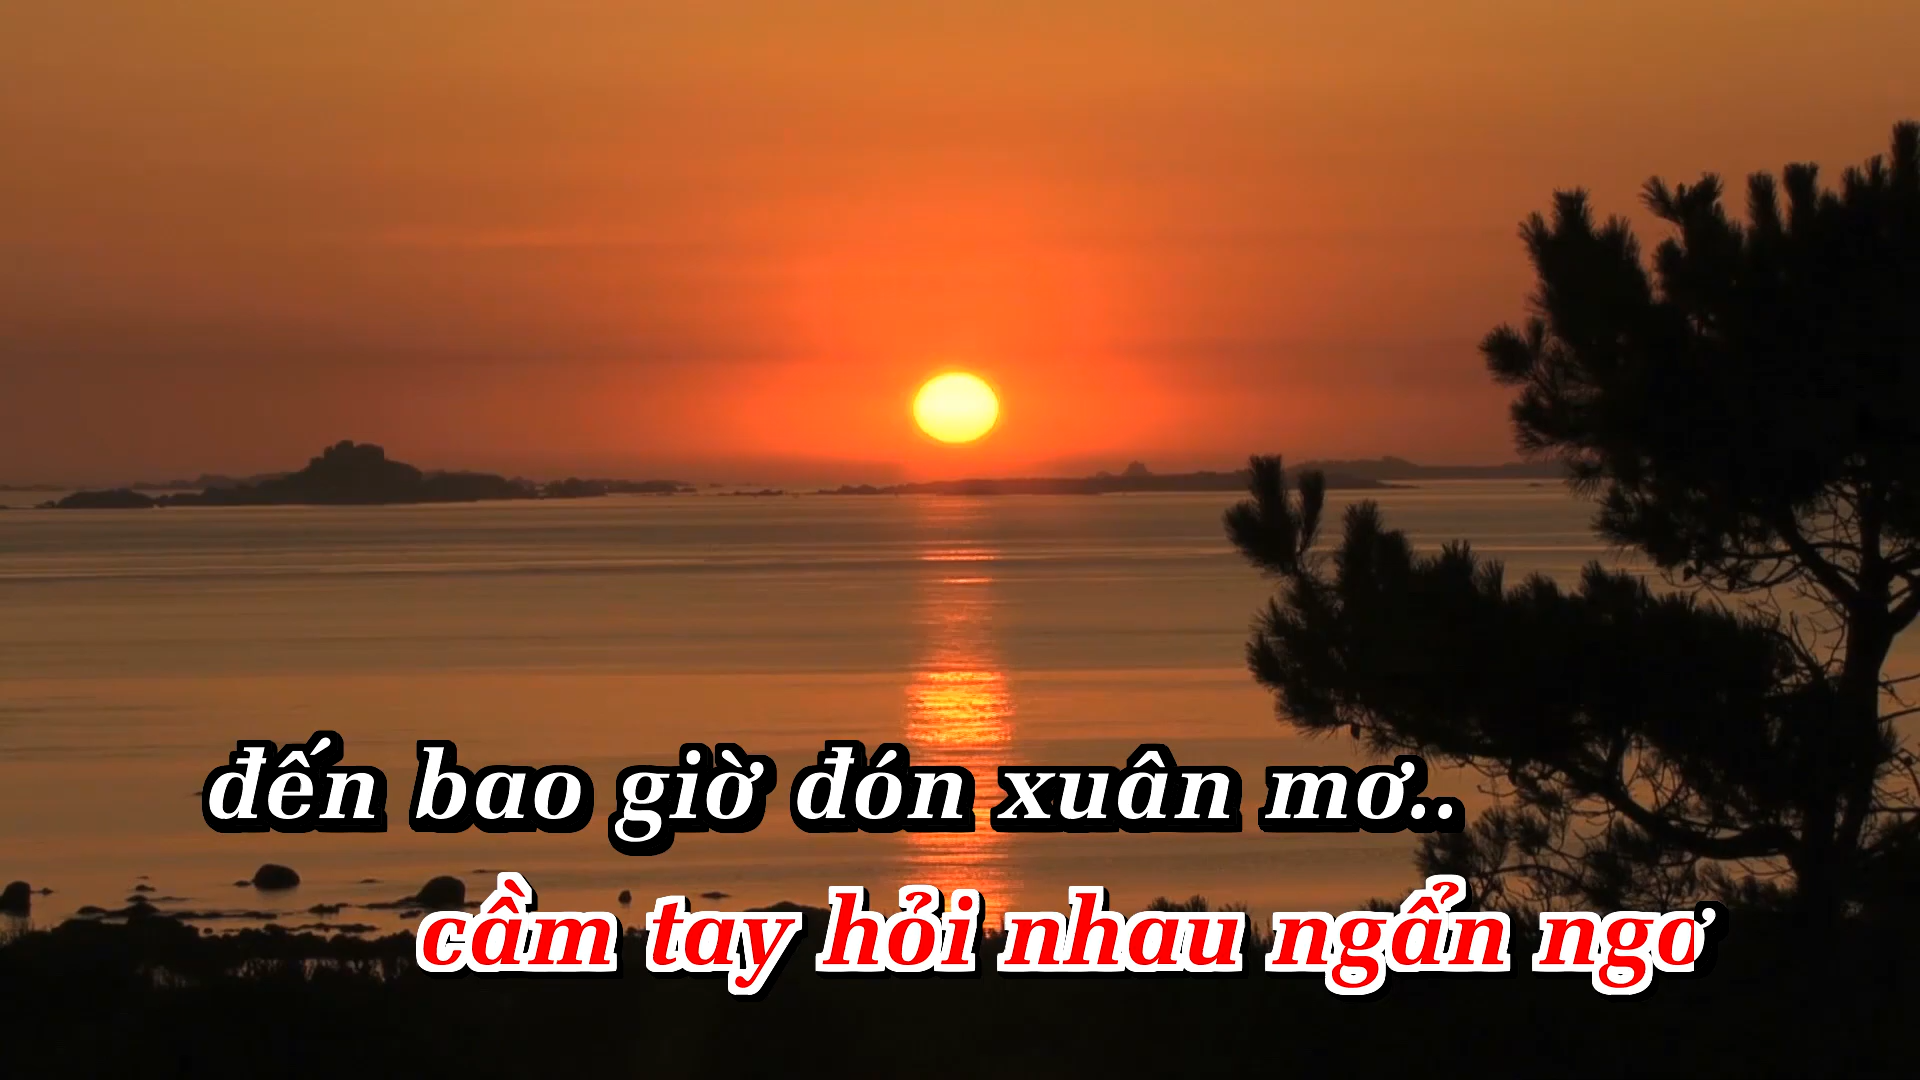 đến bao giờ đón xuân mơ..
cầm tay hỏi nhau ngẩn ngơ